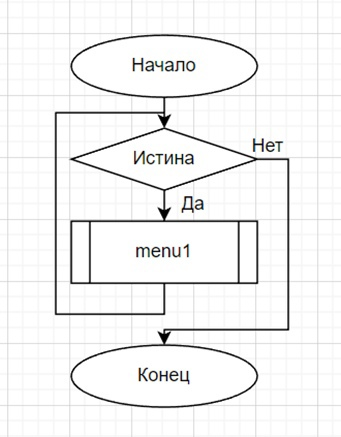 Начало
Истина
Нет
Да
menu1
Конец